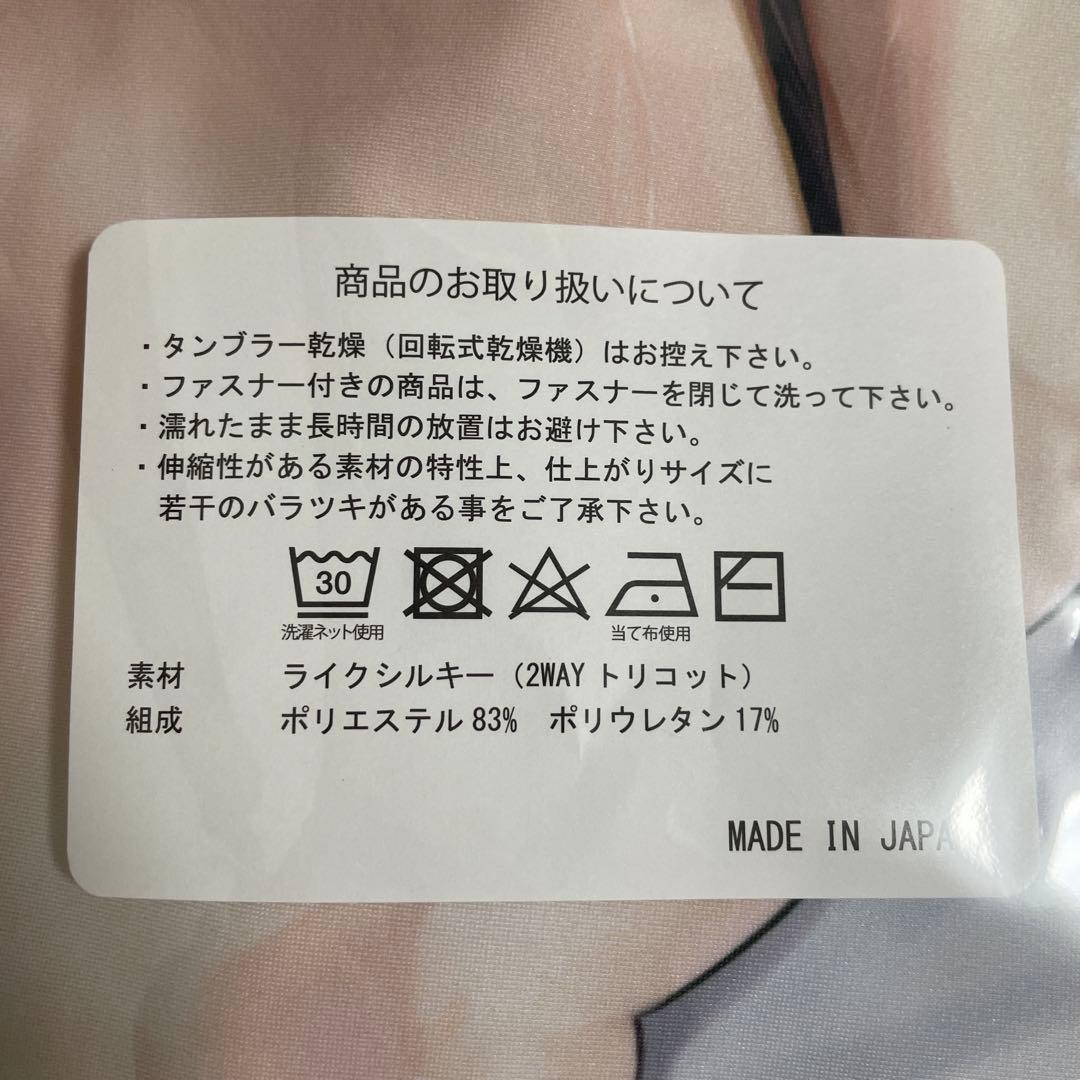 商品のお取り扱いについて
・タンブラー乾燥（回転式乾燥機）はお控え下さい。
・ファスナー付きの商品は、ファスナーを閉じて洗って下さい。
・濡れたまま長時間の放置はお避け下さい。
・伸縮性がある素材の特性上、仕上がりサイズに
若干のバラツキがある事をご了承下さい。
30
洗濯ネット使用 当て布使用
素材 ライクシルキー（2WAYトリコット）
組成 ポリエステル83% ポリウレタン17%
MADE IN